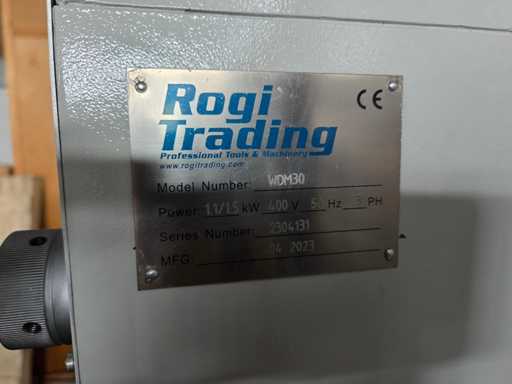 Rogi
Trading
CE
Professional Tools & Machinery
www.rogitrading.com
Model Number: WDM30
Power: 1.1/1.5 kW 400 V 50 Hz 3 PH
Series Number: 2304131
MFG: 04 2023